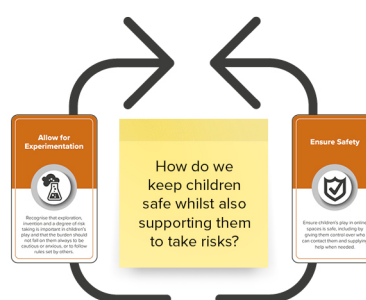 Allow for
Experimentation
Recognise that exploration,
invention and a degree of risk
taking is important in children's
play and that the burden should
not fall on them always to be
cautious or anxious, or to follow
rules set by others.
How do we
keep children
safe whilst also
supporting them
to take risks?
Ensure Safety
Ensure children's play in online
spaces is safe, including by
giving them control over who
can contact them and supplying
help when needed.